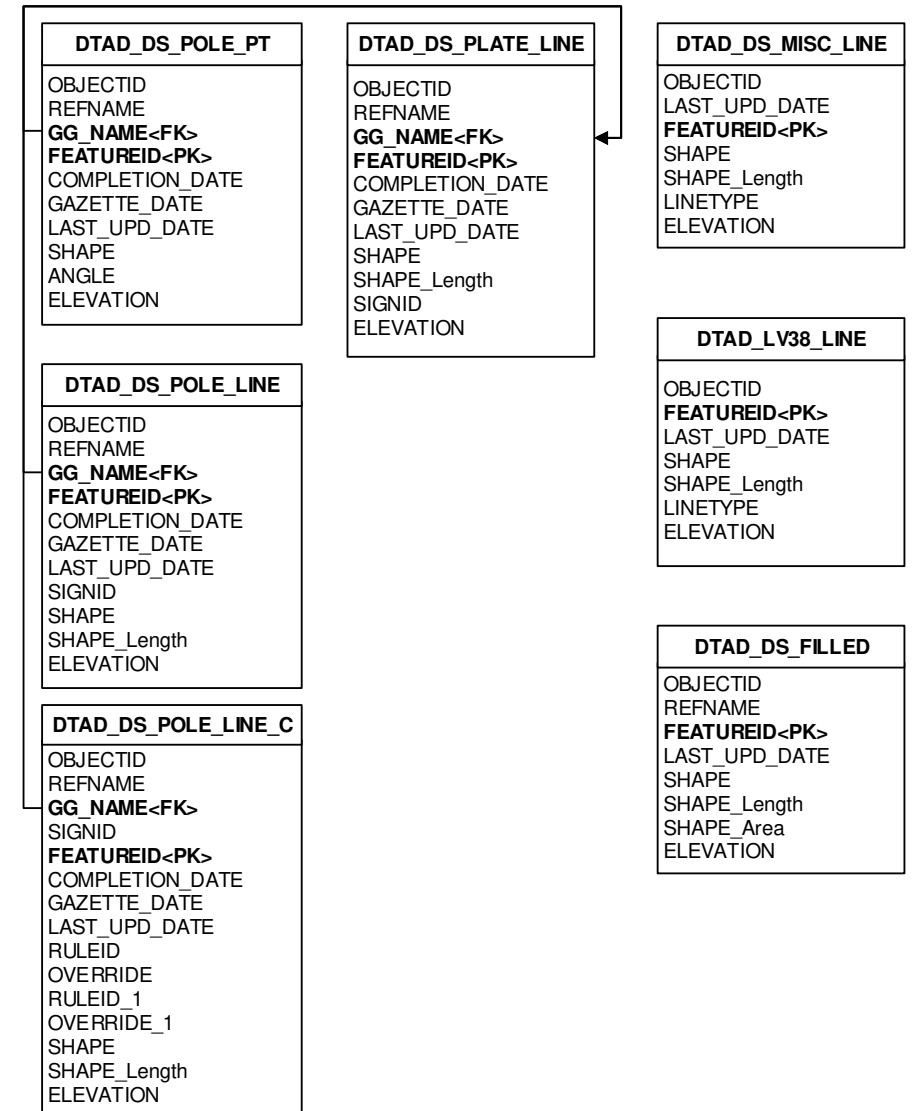 DTAD_DS_POLE_PT
OBJECTID
REFNAME
GG_NAME<FK>
FEATUREID<PK>
COMPLETION_DATE
GAZETTE_DATE
LAST_UPD_DATE
SHAPE
ANGLE
ELEVATION
DTAD_DS_POLE_LINE
OBJECTID
REFNAME
GG_NAME<FK>
FEATUREID<PK>
COMPLETION_DATE
GAZETTE_DATE
LAST_UPD_DATE
SIGNID
SHAPE
SHAPE_Length
ELEVATION
DTAD_DS_POLE_LINE_C
OBJECTID
REFNAME
GG_NAME<FK>
SIGNID
FEATUREID<PK>
COMPLETION_DATE
GAZETTE_DATE
LAST_UPD_DATE
RULEID
OVERRIDE
RULEID_1
OVERRIDE_1
SHAPE
SHAPE_Length
ELEVATION
DTAD_DS_PLATE_LINE
OBJECTID
REFNAME
GG_NAME<FK>
FEATUREID<PK>
COMPLETION_DATE
GAZETTE_DATE
LAST_UPD_DATE
SHAPE
SHAPE_Length
SIGNID
ELEVATION
DTAD_DS_MISC_LINE
OBJECTID
LAST_UPD_DATE
FEATUREID<PK>
SHAPE
SHAPE_Length
LINETYPE
ELEVATION
DTAD_LV38_LINE
OBJECTID
FEATUREID<PK>
LAST_UPD_DATE
SHAPE
SHAPE_Length
LINETYPE
ELEVATION
DTAD_DS_FILLED
OBJECTID
REFNAME
FEATUREID<PK>
LAST_UPD_DATE
SHAPE
SHAPE_Length
SHAPE_Area
ELEVATION